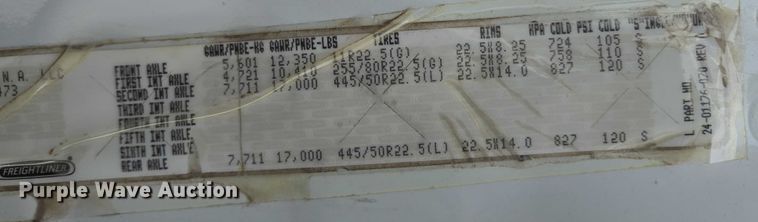 GAWR/PNBE-KG GAWR/PNBE-LBS TIRES RIMS KPA COLD PSI COLD
FRONT AXLE 5,601 12,350 11R22.5(G) 22.5X8.25 724 105 S
FIRST INT AXLE 4,721 10,410 255/80R22.5(G) 22.5X8.25 758 110 S
SECOND INT AXLE 7,711 17,000 445/50R22.5(L) 22.5X14.0 827 120 S
THIRD INT AXLE
FOURTH INT AXLE
FIFTH INT AXLE
SIXTH INT AXLE
REAR AXLE 7,711 17,000 445/50R22.5(L) 22.5X14.0 827 120 S
N.A. LLC
473
L PART NO.
FREIGHTLINER
Purple Wave Auction